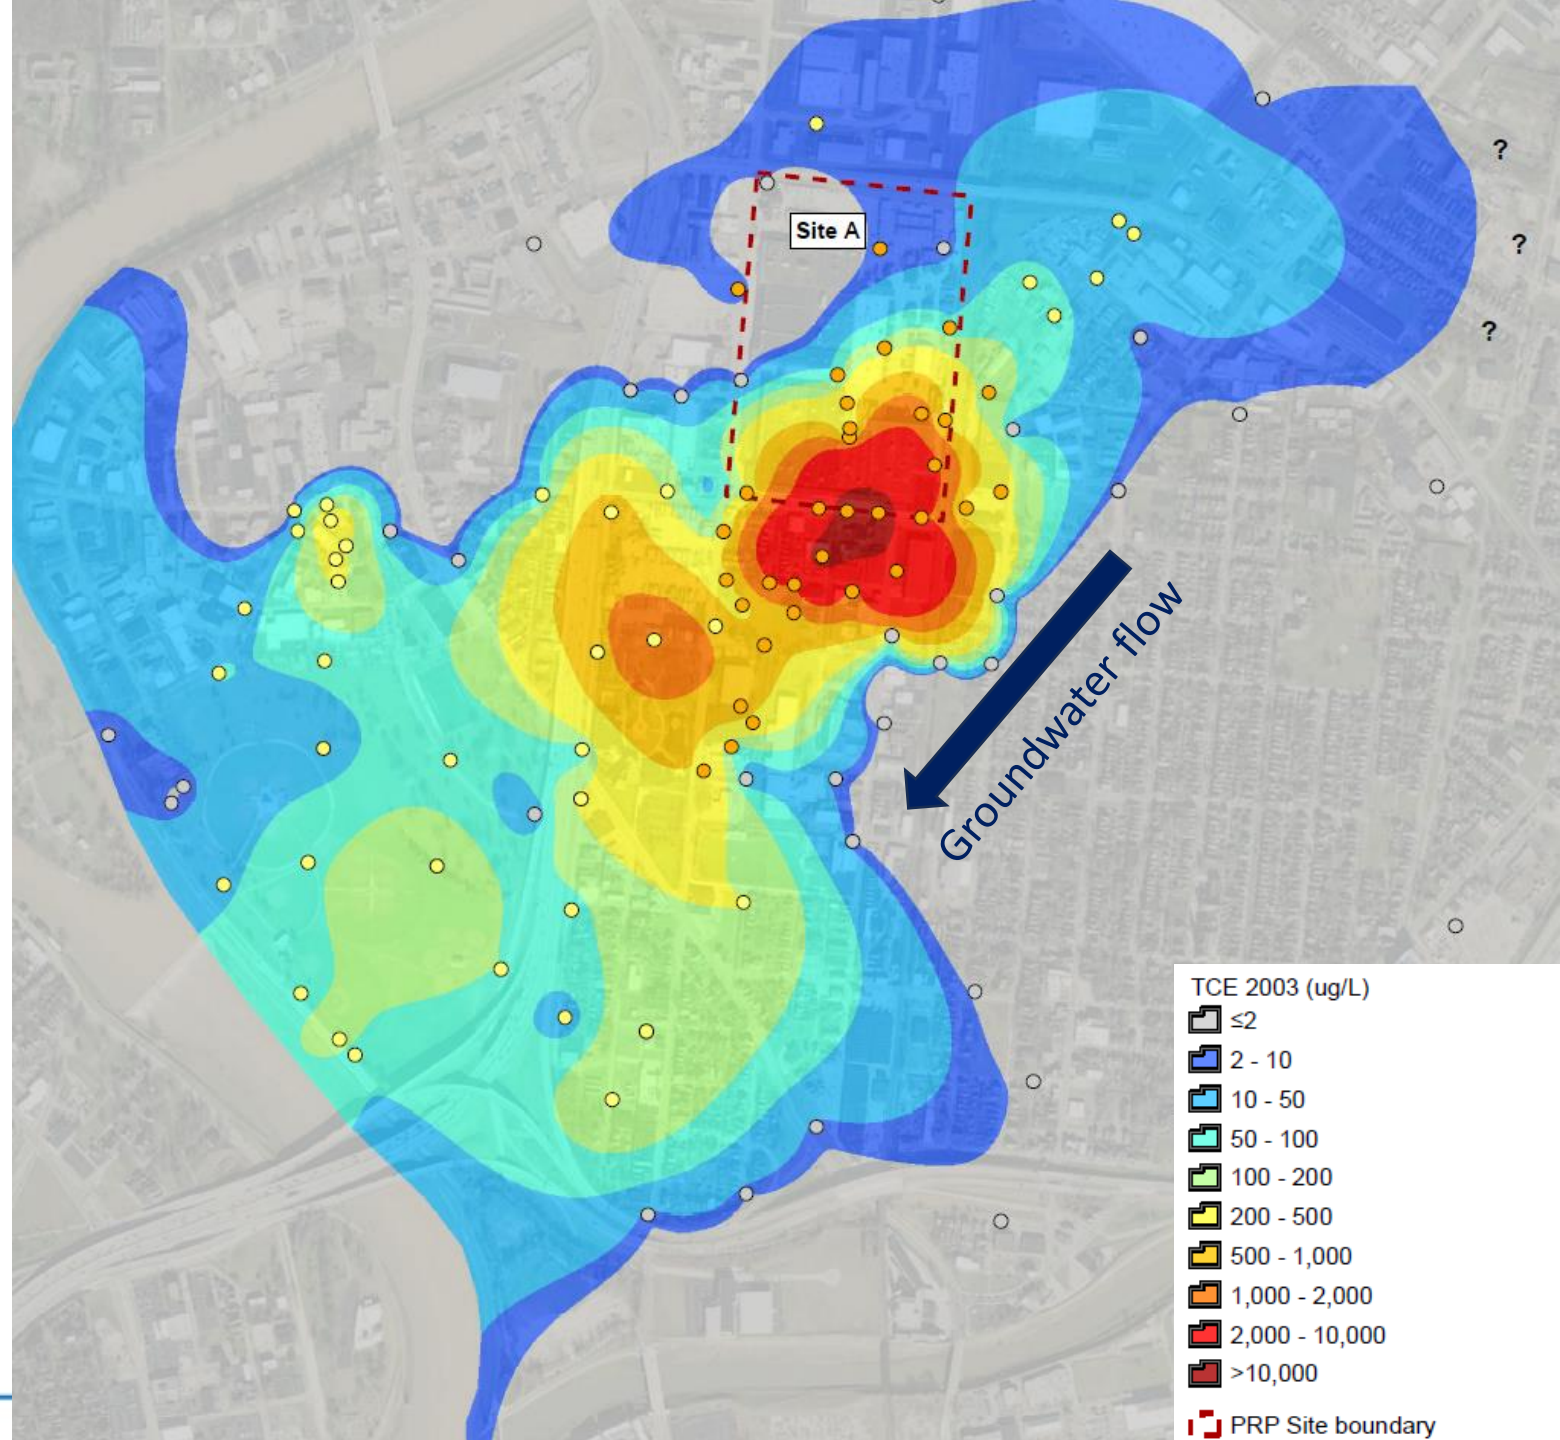 ?
Site A
?
?
Groundwater flow
TCE 2003 (ug/L)
≤2
2 - 10
10 - 50
50 - 100
100 - 200
200 - 500
500 - 1,000
1,000 - 2,000
2,000 - 10,000
>10,000
PRP Site boundary